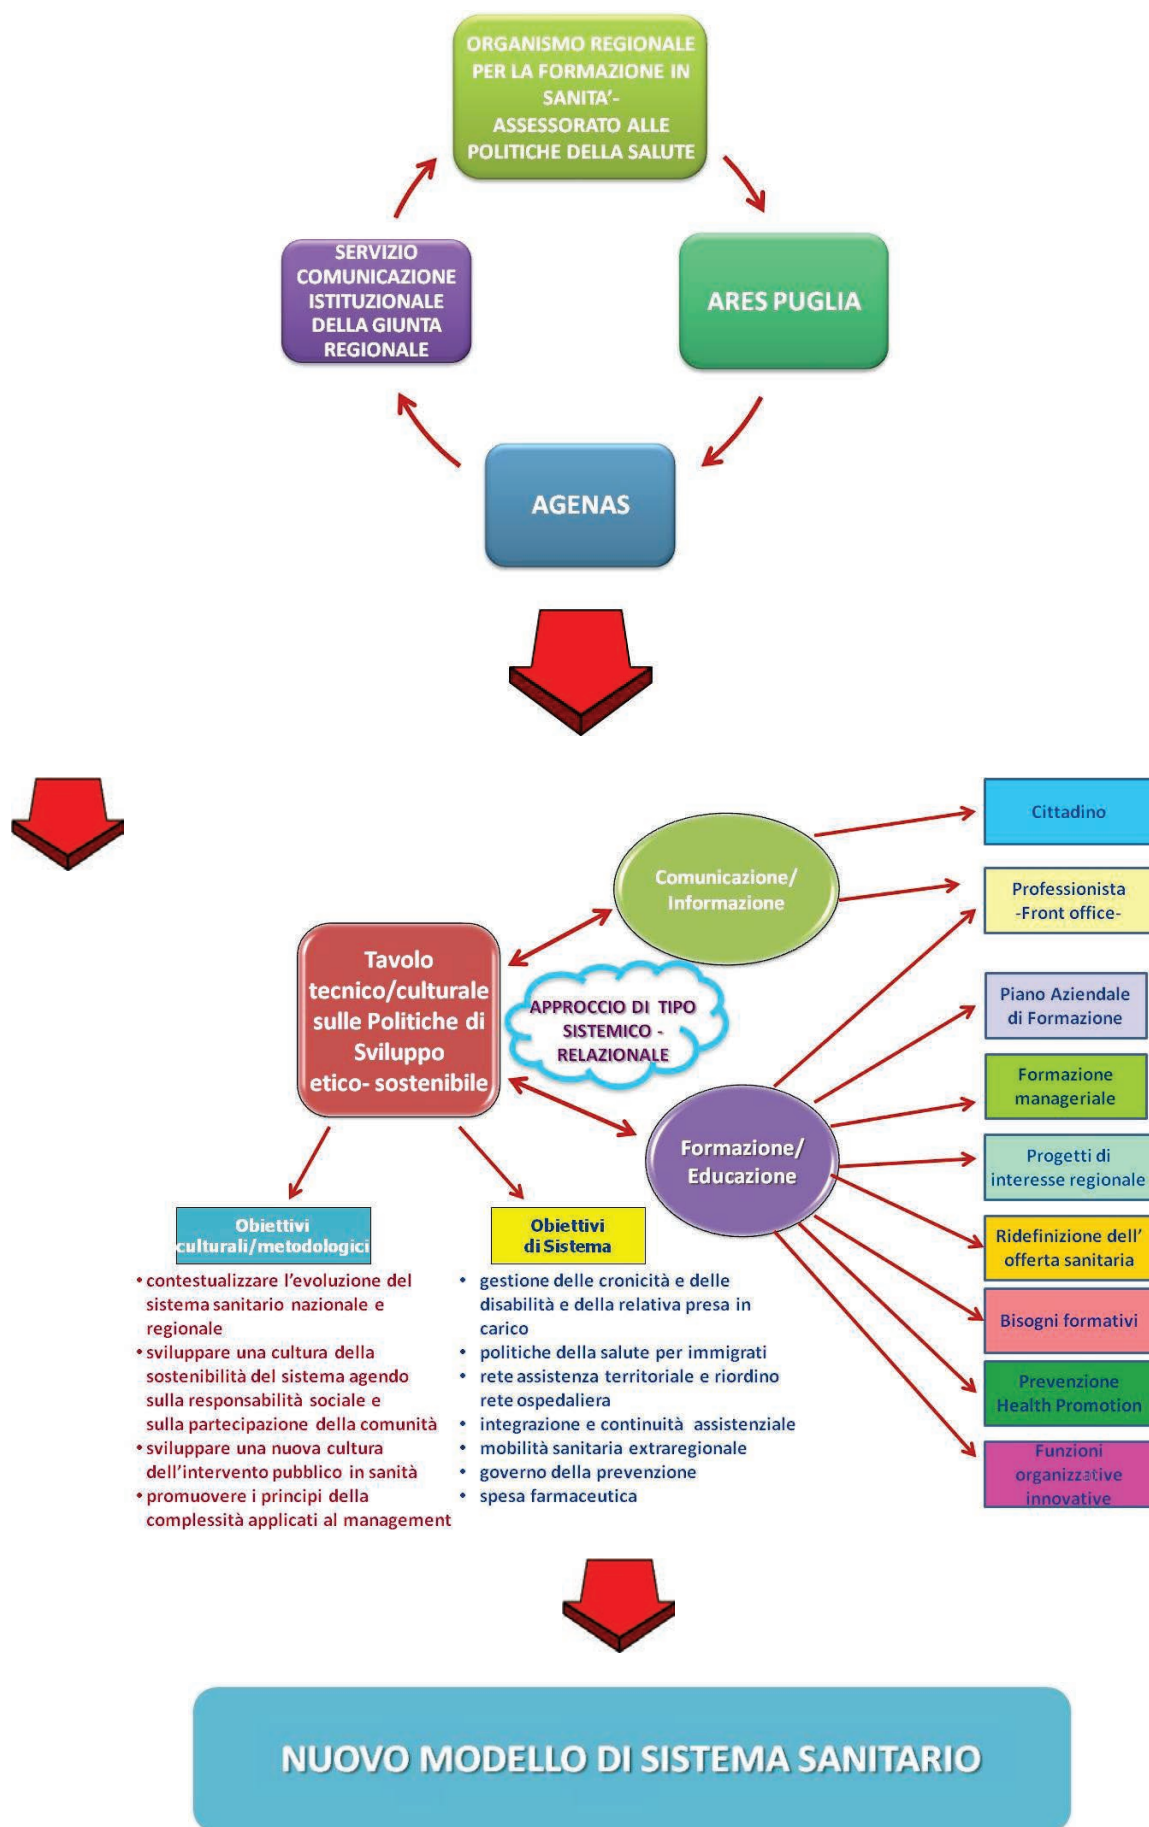 ORGANISMO REGIONALE
PER LA FORMAZIONE IN
SANITA'-
ASSESSORATO ALLE
POLITICHE DELLA SALUTE
SERVIZIO
COMUNICAZIONE
ISTITUZIONALE
DELLA GIUNTA
REGIONALE
ARES PUGLIA
AGENAS
Cittadino
Comunicazione/
Informazione
Professionista
-Front office-
Tavolo
tecnico/culturale
sulle Politiche di
Sviluppo
etico- sostenibile
APPROCCIO DI TIPO
SISTEMICO -
RELAZIONALE
Piano Aziendale
di Formazione
Formazione
manageriale
Formazione/
Educazione
Progetti di
interesse regionale
Ridefinizione dell'
offerta sanitaria
Bisogni formativi
Prevenzione
Health Promotion
Funzioni
organizzative
innovative
Obiettivi
culturali/metodologici
• contestualizzare l'evoluzione del
sistema sanitario nazionale e
regionale
• sviluppare una cultura della
sostenibilità del sistema agendo
sulla responsabilità sociale e
sulla partecipazione della comunità
• sviluppare una nuova cultura
dell'intervento pubblico in sanità
• promuovere i principi della
complessità applicati al management
Obiettivi
di Sistema
• gestione delle cronicità e delle
disabilità e della relativa presa in
carico
• politiche della salute per immigrati
• rete assistenza territoriale e riordino
rete ospedaliera
• integrazione e continuità assistenziale
• mobilità sanitaria extraregionale
• governo della prevenzione
• spesa farmaceutica
NUOVO MODELLO DI SISTEMA SANITARIO